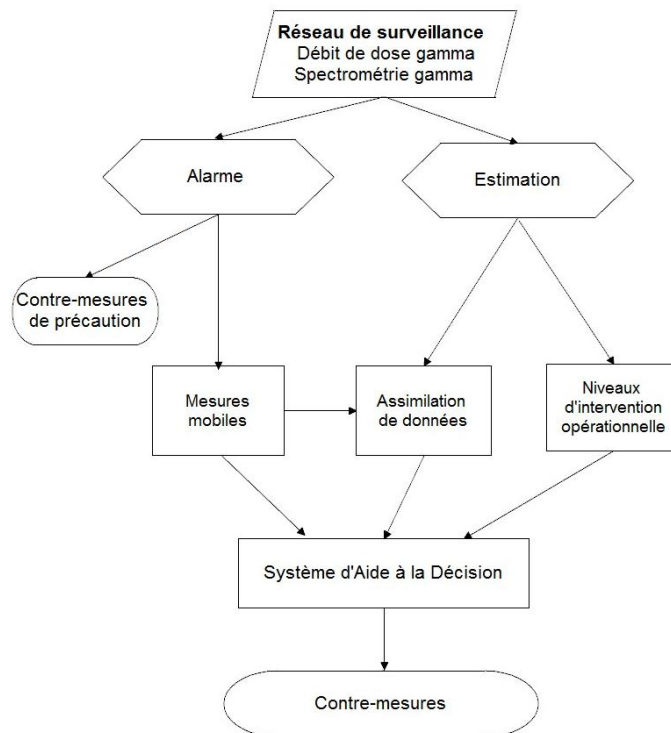 Réseau de surveillance
Débit de dose gamma
Spectrométrie gamma
Alarme
Estimation
Contre-mesures
de précaution
Mesures
mobiles
Assimilation
de données
Niveaux
d'intervention
opérationnelle
Système d'Aide à la Décision
Contre-mesures